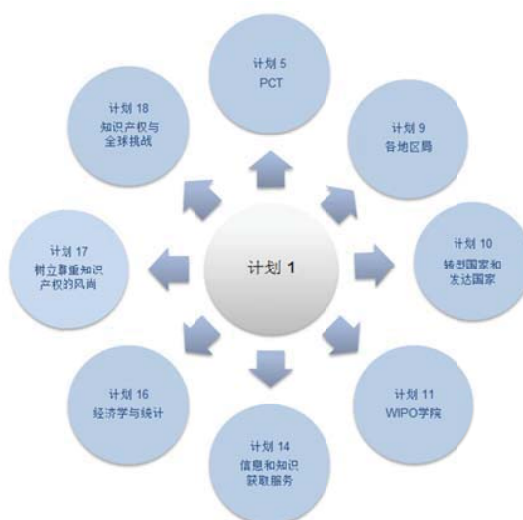 计划 5
PCT
计划 18
知识产权与
全球挑战
计划 9
各地区局
计划 1
计划 17
树立尊重知识
产权的风尚
计划 10
转型国家和
发达国家
计划 16
经济学与统计
计划 11
WIPO学院
计划 14
信息和知识
获取服务